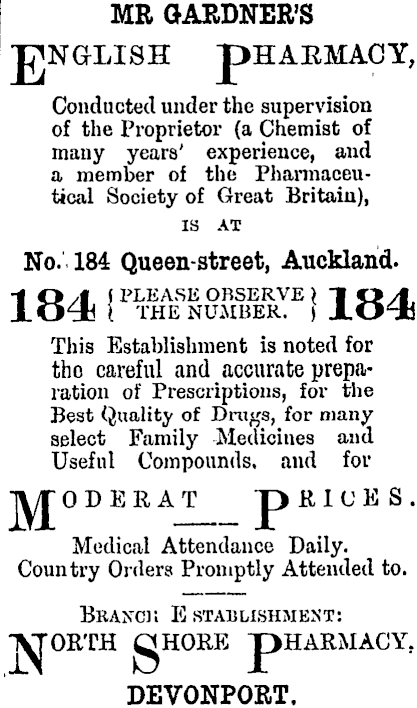 MR GARDNER'S
ENGLISH PHARMACY,
Conducted under the supervision
of the Proprietor (a Chemist of
many years' experience, and
a member of the Pharmaceu-
tical Society of Great Britain),
IS AT
No. 184 Queen-street, Auckland.
184 { PLEASE OBSERVE THE NUMBER. } 184
This Establishment is noted for
the careful and accurate prepa-
ration of Prescriptions, for the
Best Quality of Drugs, for many
select Family Medicines and
Useful Compounds, and for
MODERAT PRICES.
Medical Attendance Daily.
Country Orders Promptly Attended to.
BRANCH ESTABLISHMENT:
NORTH SHORE PHARMACY,
DEVONPORT.